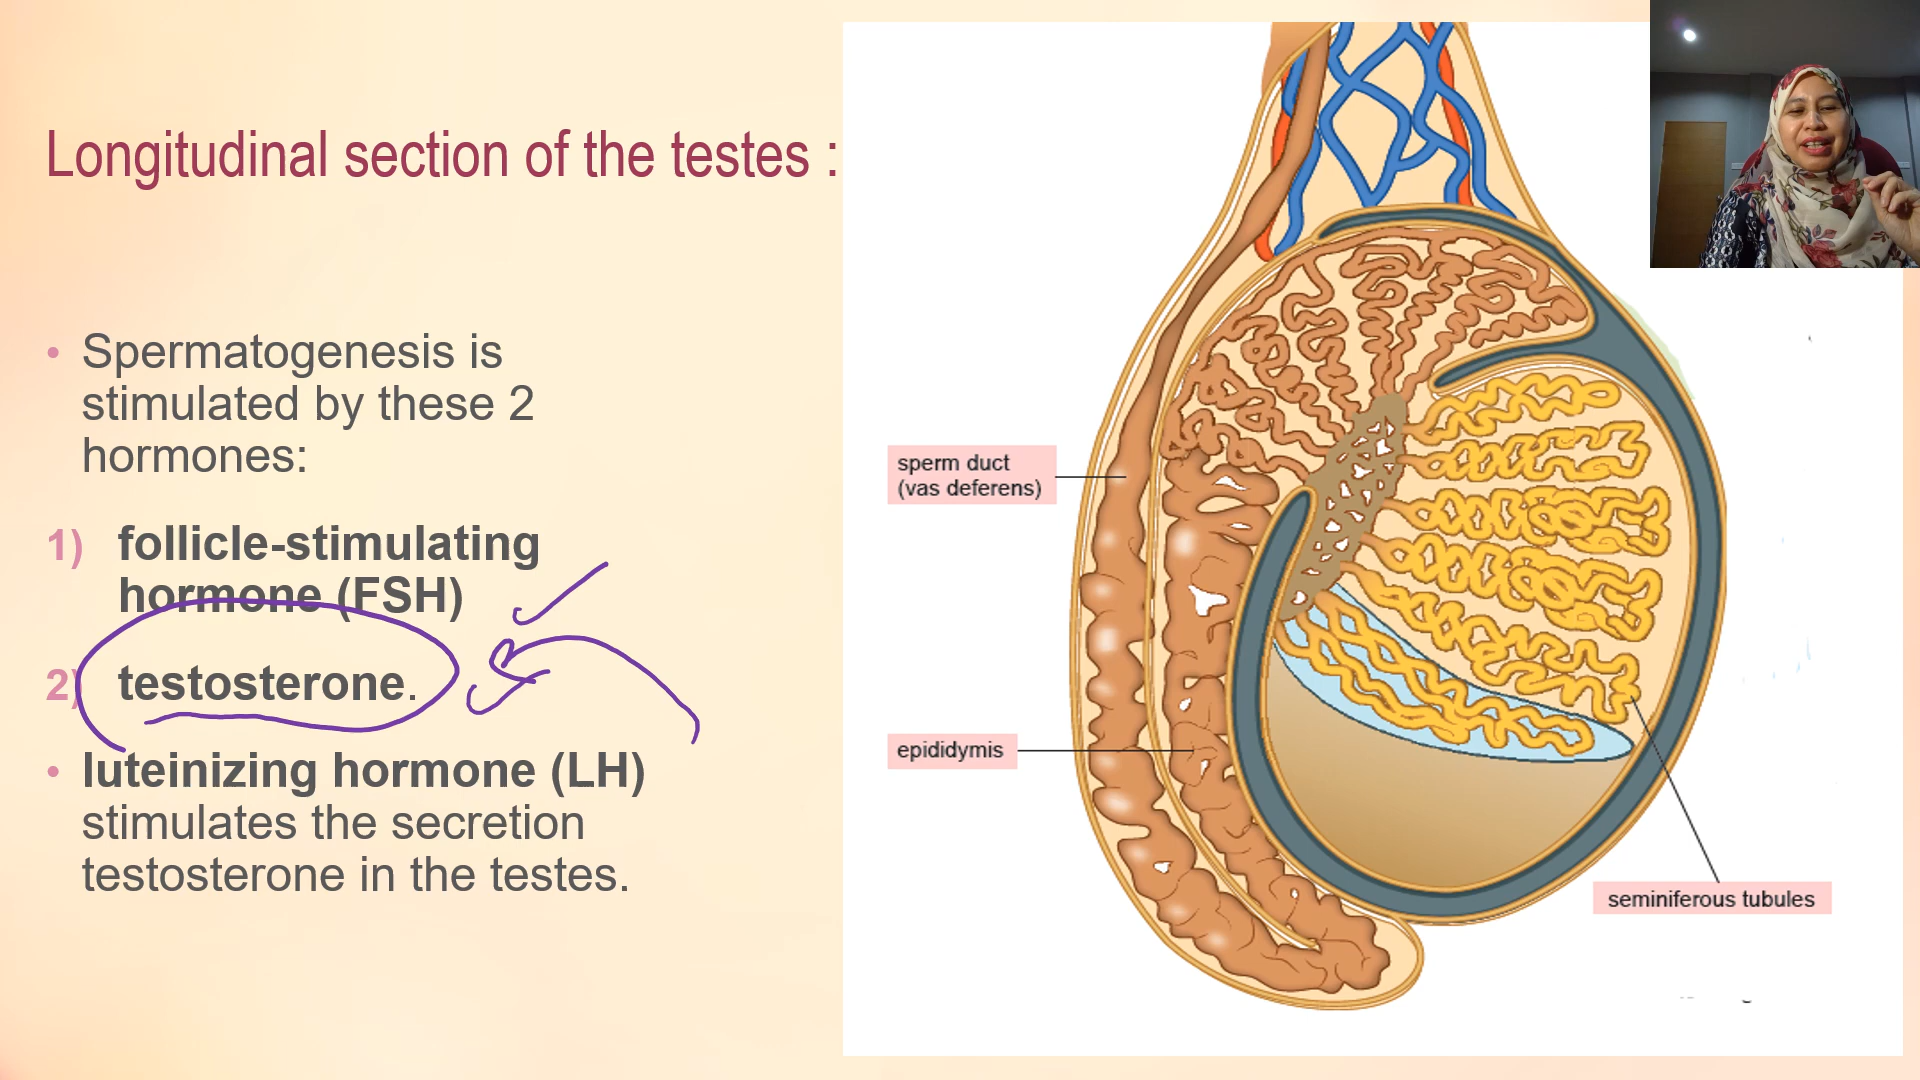 Longitudinal section of the testes :
• Spermatogenesis is
stimulated by these 2
hormones:
1) follicle-stimulating
hormone (FSH)
2) testosterone.
• luteinizing hormone (LH)
stimulates the secretion
testosterone in the testes.
sperm duct
(vas deferens)
epididymis
seminiferous tubules